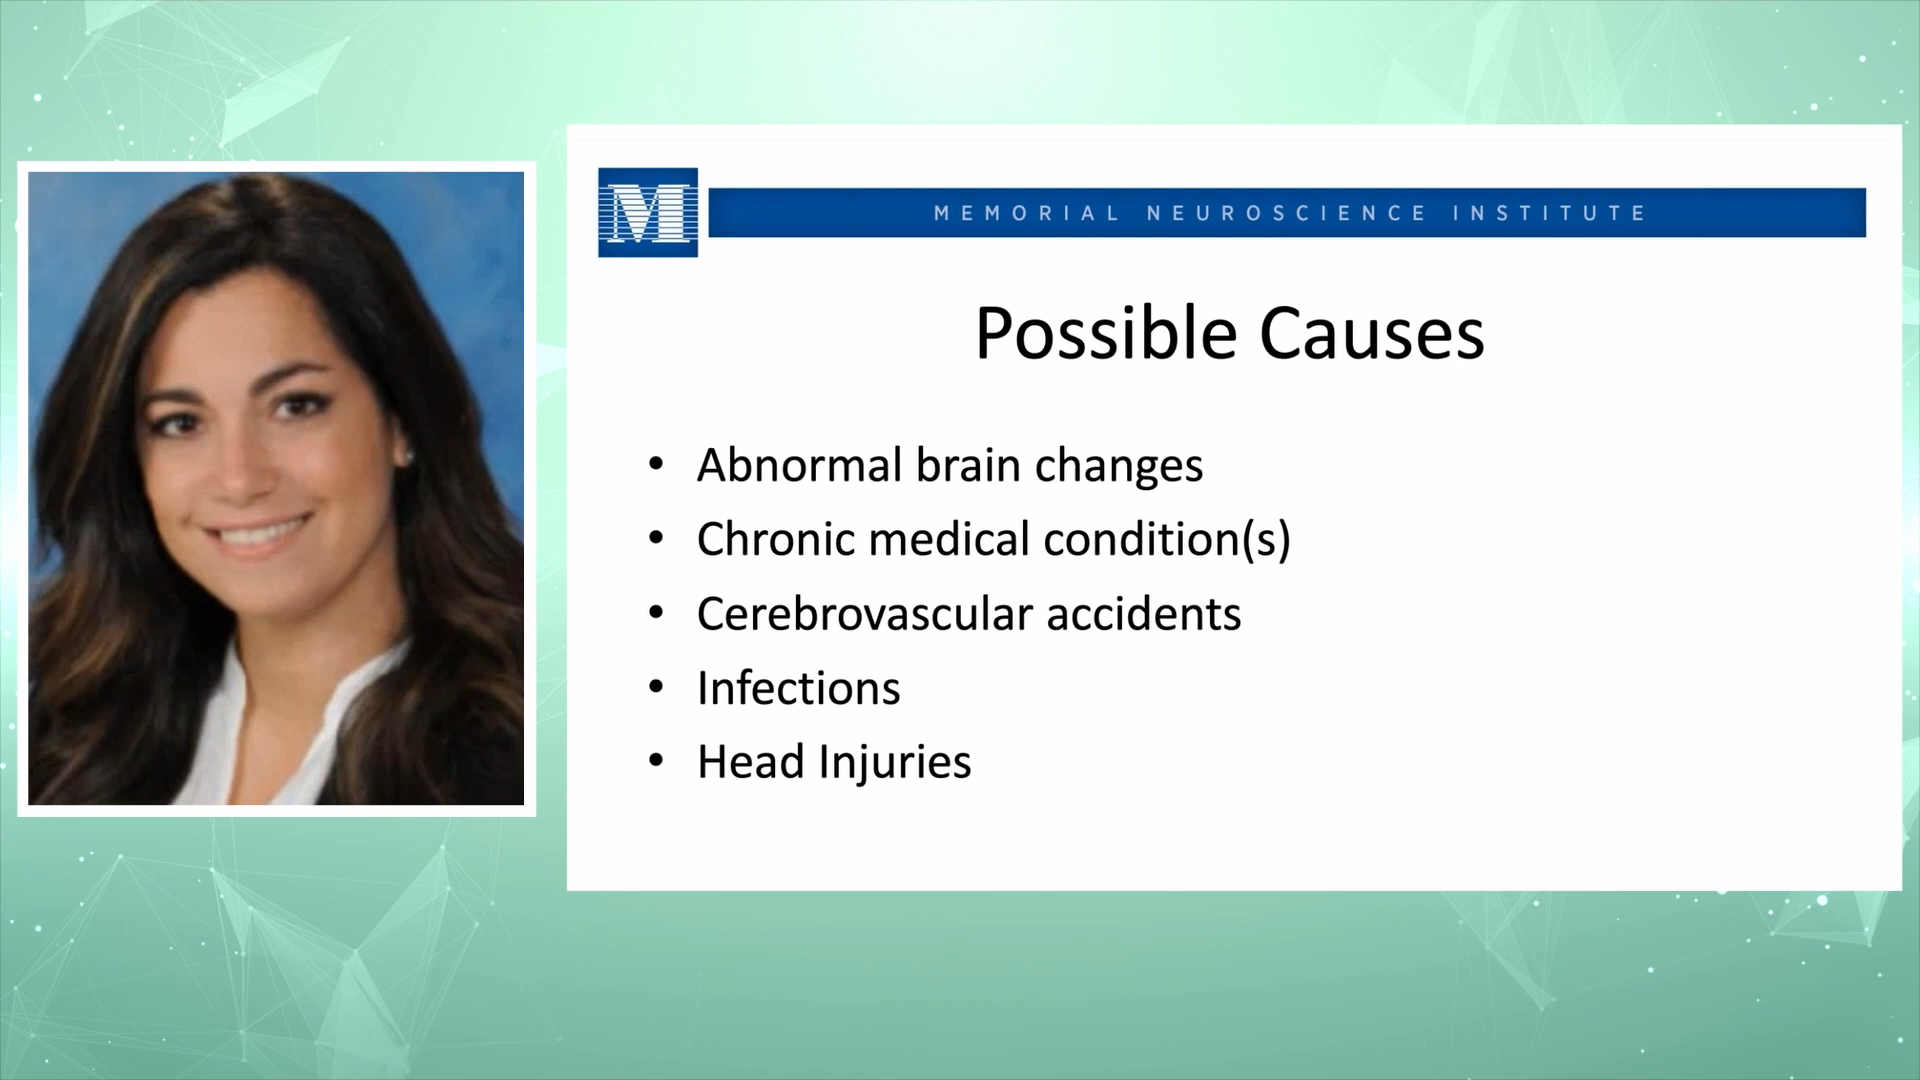 M
MEMORIAL NEUROSCIENCE INSTITUTE
Possible Causes
• Abnormal brain changes
• Chronic medical condition(s)
• Cerebrovascular accidents
• Infections
• Head Injuries